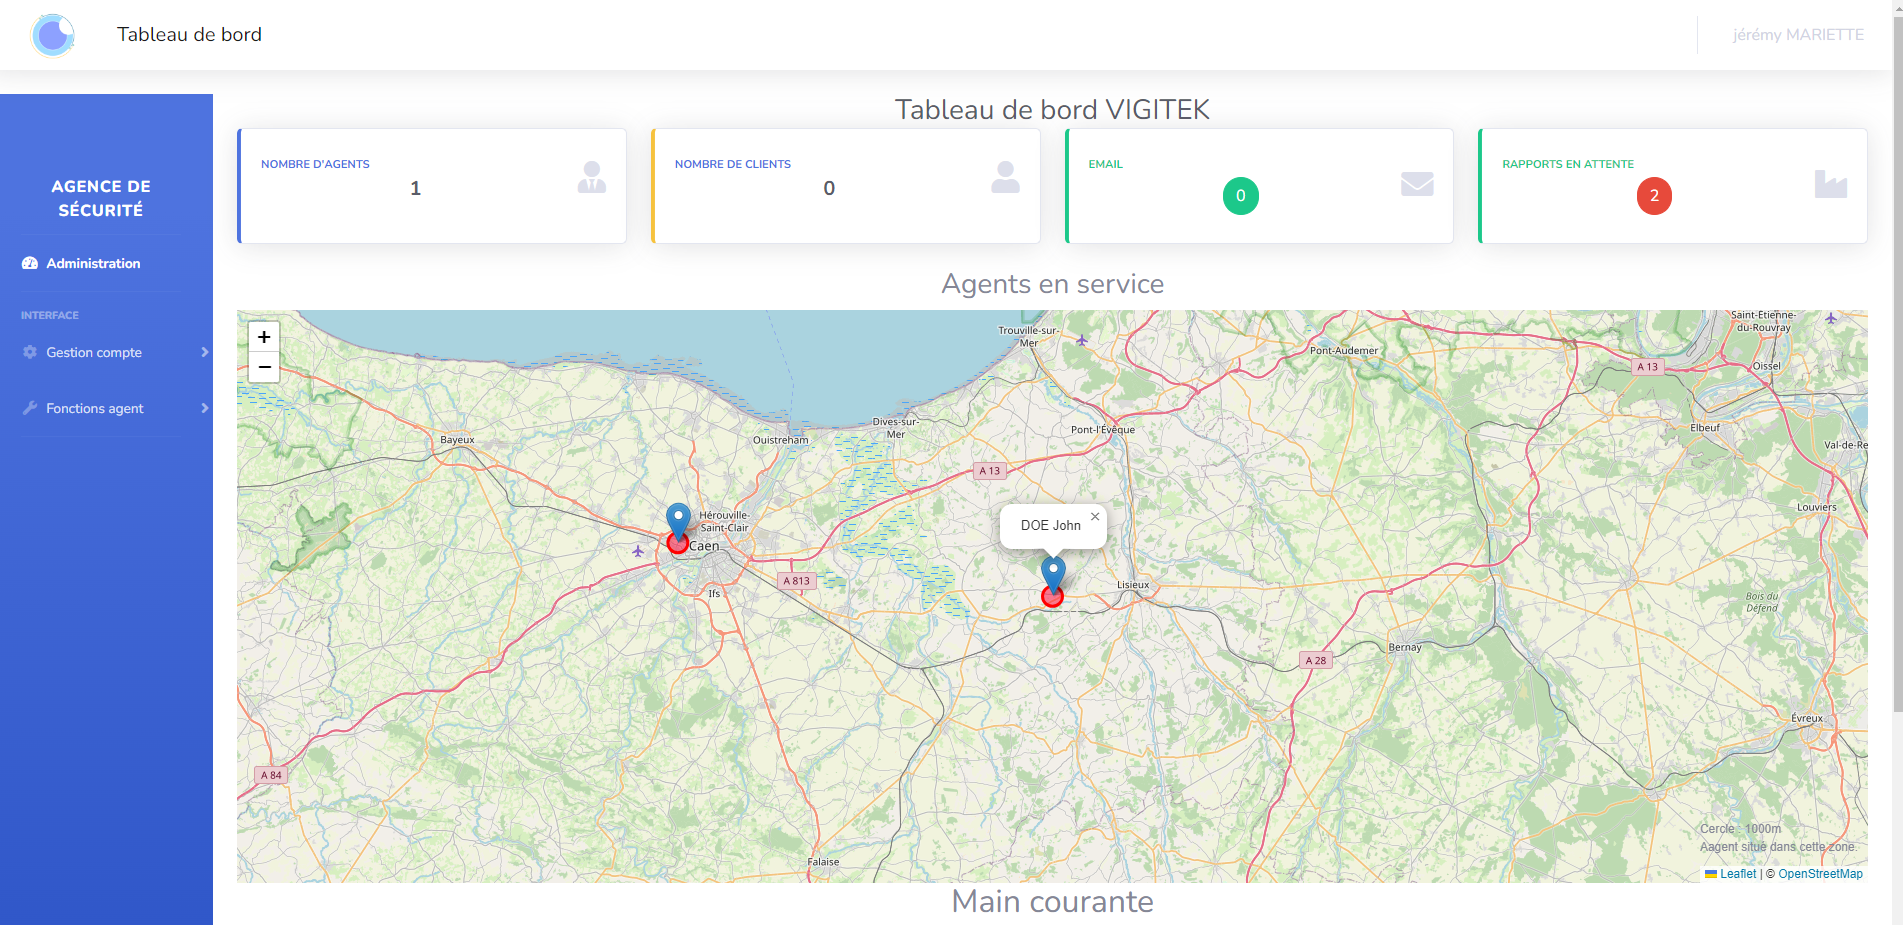 Tableau de bord
jérémy MARIETTE
AGENCE DE
SÉCURITÉ
Administration
INTERFACE
Gestion compte
Fonctions agent
Tableau de bord VIGITEK
NOMBRE D'AGENTS
1
NOMBRE DE CLIENTS
0
EMAIL
0
RAPPORTS EN ATTENTE
2
Agents en service
+
−
Trouville-sur-
Mer
Saint-Étienne-
du-Rouvray
Pont-Audemer
A 13
Oissel
Bayeux
Ouistreham
Dives-sur-
Mer
Pont-l'Évêque
Elbeuf
Val-de-Re
A 13
Louviers
Hérouville-
Saint-Clair
Caen
DOE John
×
A 813
Ifs
Lisieux
Bois du
Défend
Bernay
A 28
Évreux
A 84
Falaise
Cercle : 1000m
Aagent situé dans cette zone.
Leaflet | © OpenStreetMap
Main courante